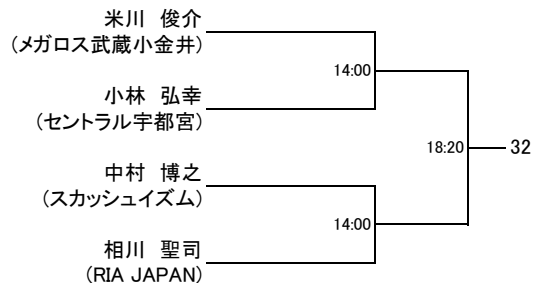 米川 俊介
(メガロス武蔵小金井)
14:00
小林 弘幸
(セントラル宇都宮)
18:20
32
中村 博之
(スカッシュイズム)
14:00
相川 聖司
(RIA JAPAN)